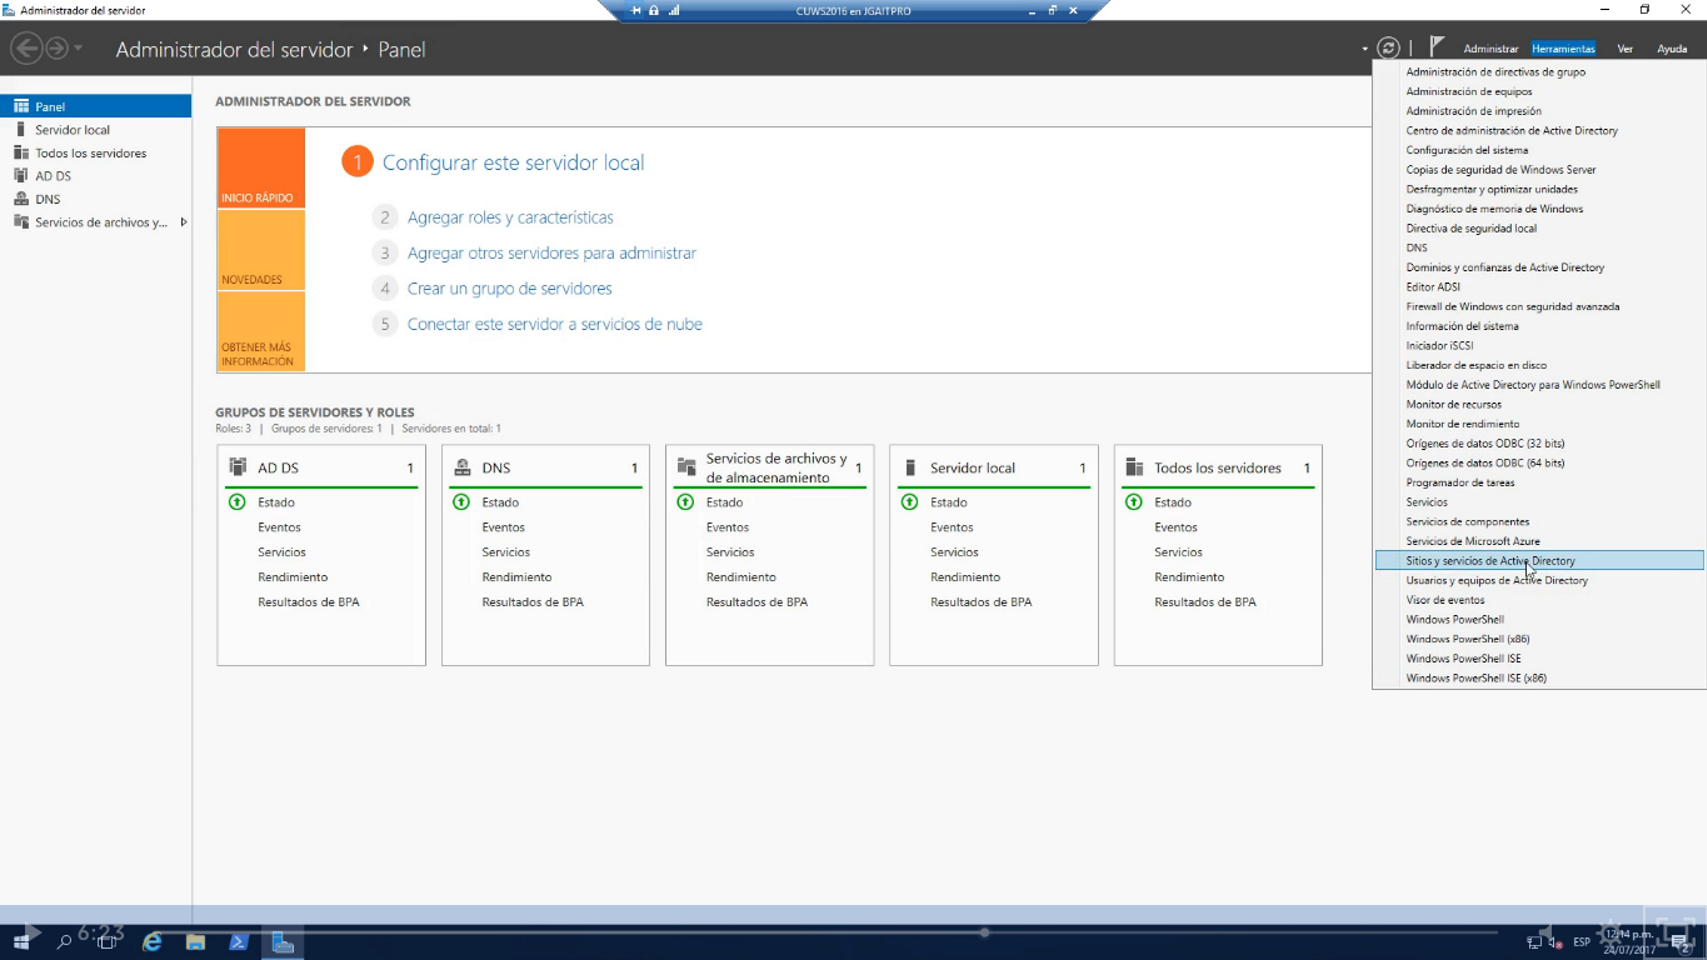 Administrador del servidor
CUWS2016 en JGAITPRO
Administrador del servidor ‣ Panel
Administrar
Herramientas
Ver
Ayuda
Panel
Servidor local
Todos los servidores
AD DS
DNS
Servicios de archivos y...
ADMINISTRADOR DEL SERVIDOR
INICIO RÁPIDO
NOVEDADES
OBTENER MÁS
INFORMACIÓN
1 Configurar este servidor local
2 Agregar roles y características
3 Agregar otros servidores para administrar
4 Crear un grupo de servidores
5 Conectar este servidor a servicios de nube
GRUPOS DE SERVIDORES Y ROLES
Roles: 3 | Grupos de servidores: 1 | Servidores en total: 1
AD DS 1
Estado
Eventos
Servicios
Rendimiento
Resultados de BPA
DNS 1
Estado
Eventos
Servicios
Rendimiento
Resultados de BPA
Servicios de archivos y
de almacenamiento 1
Estado
Eventos
Servicios
Rendimiento
Resultados de BPA
Servidor local 1
Estado
Eventos
Servicios
Rendimiento
Resultados de BPA
Todos los servidores 1
Estado
Eventos
Servicios
Rendimiento
Resultados de BPA
Administración de directivas de grupo
Administración de equipos
Administración de impresión
Centro de administración de Active Directory
Configuración del sistema
Copias de seguridad de Windows Server
Desfragmentar y optimizar unidades
Diagnóstico de memoria de Windows
Directiva de seguridad local
DNS
Dominios y confianzas de Active Directory
Editor ADSI
Firewall de Windows con seguridad avanzada
Información del sistema
Iniciador iSCSI
Liberador de espacio en disco
Módulo de Active Directory para Windows PowerShell
Monitor de recursos
Monitor de rendimiento
Orígenes de datos ODBC (32 bits)
Orígenes de datos ODBC (64 bits)
Programador de tareas
Servicios
Servicios de componentes
Servicios de Microsoft Azure
Sitios y servicios de Active Directory
Usuarios y equipos de Active Directory
Visor de eventos
Windows PowerShell
Windows PowerShell (x86)
Windows PowerShell ISE
Windows PowerShell ISE (x86)
6:23
ESP
12:14 p.m.
24/07/2017
2